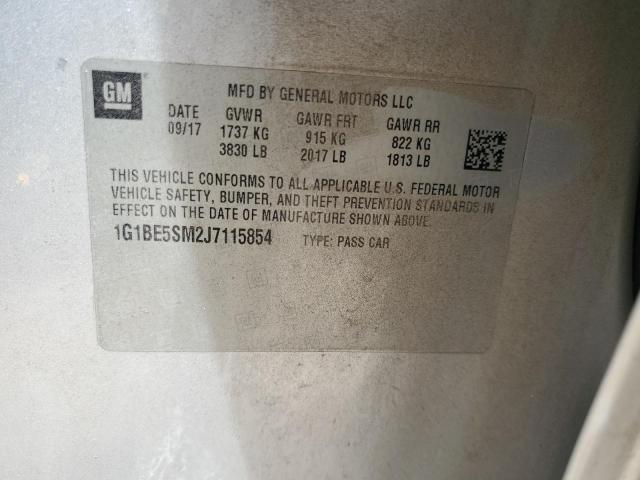 GM
MFD BY GENERAL MOTORS LLC
DATE GVWR GAWR FRT GAWR RR
09/17 1737 KG 915 KG 822 KG
3830 LB 2017 LB 1813 LB
THIS VEHICLE CONFORMS TO ALL APPLICABLE U.S. FEDERAL MOTOR
VEHICLE SAFETY, BUMPER, AND THEFT PREVENTION STANDARDS IN
EFFECT ON THE DATE OF MANUFACTURE SHOWN ABOVE.
1G1BE5SM2J7115854 TYPE: PASS CAR